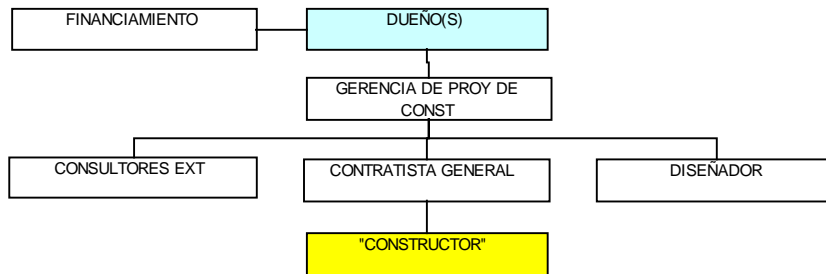 FINANCIAMIENTO
DUEÑO(S)
GERENCIA DE PROY DE
CONST
CONSULTORES EXT
CONTRATISTA GENERAL
DISEÑADOR
"CONSTRUCTOR"